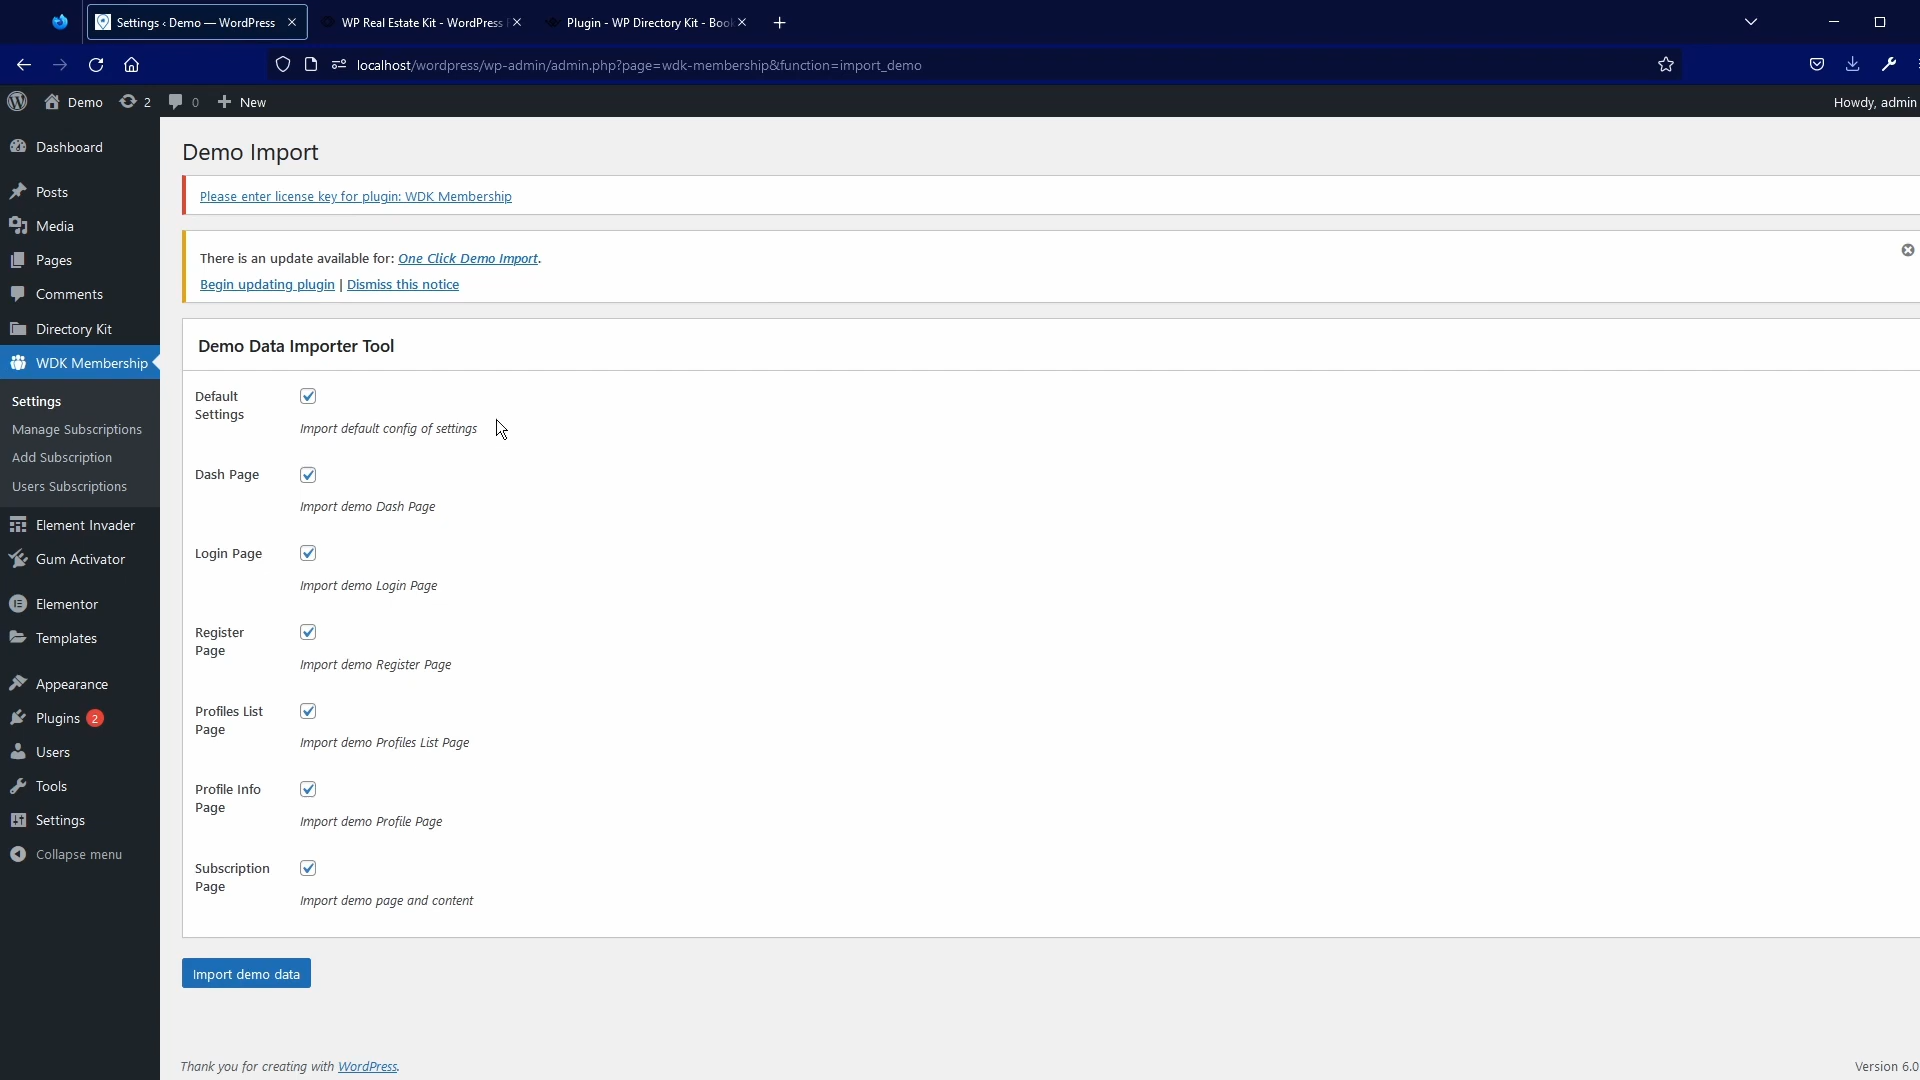 Settings ‹ Demo — WordPress
WP Real Estate Kit - WordPress
Plugin - WP Directory Kit - Boo
localhost/wordpress/wp-admin/admin.php?page=wdk-membership&function=import_demo
Demo
2
0
New
Howdy, admin
Dashboard
Posts
Media
Pages
Comments
Directory Kit
WDK Membership
Settings
Manage Subscriptions
Add Subscription
Users Subscriptions
Element Invader
Gum Activator
Elementor
Templates
Appearance
Plugins 2
Users
Tools
Settings
Collapse menu
Demo Import
Please enter license key for plugin: WDK Membership
There is an update available for: One Click Demo Import.
Begin updating plugin | Dismiss this notice
Demo Data Importer Tool
Default
Settings
Import default config of settings
Dash Page
Import demo Dash Page
Login Page
Import demo Login Page
Register
Page
Import demo Register Page
Profiles List
Page
Import demo Profiles List Page
Profile Info
Page
Import demo Profile Page
Subscription
Page
Import demo page and content
Import demo data
Thank you for creating with WordPress.
Version 6.0